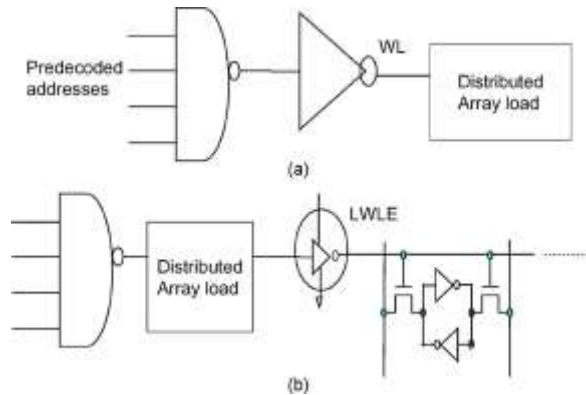 WL
Predecoded
addresses
Distributed
Array load
(a)
LWLE
Distributed
Array load
(b)